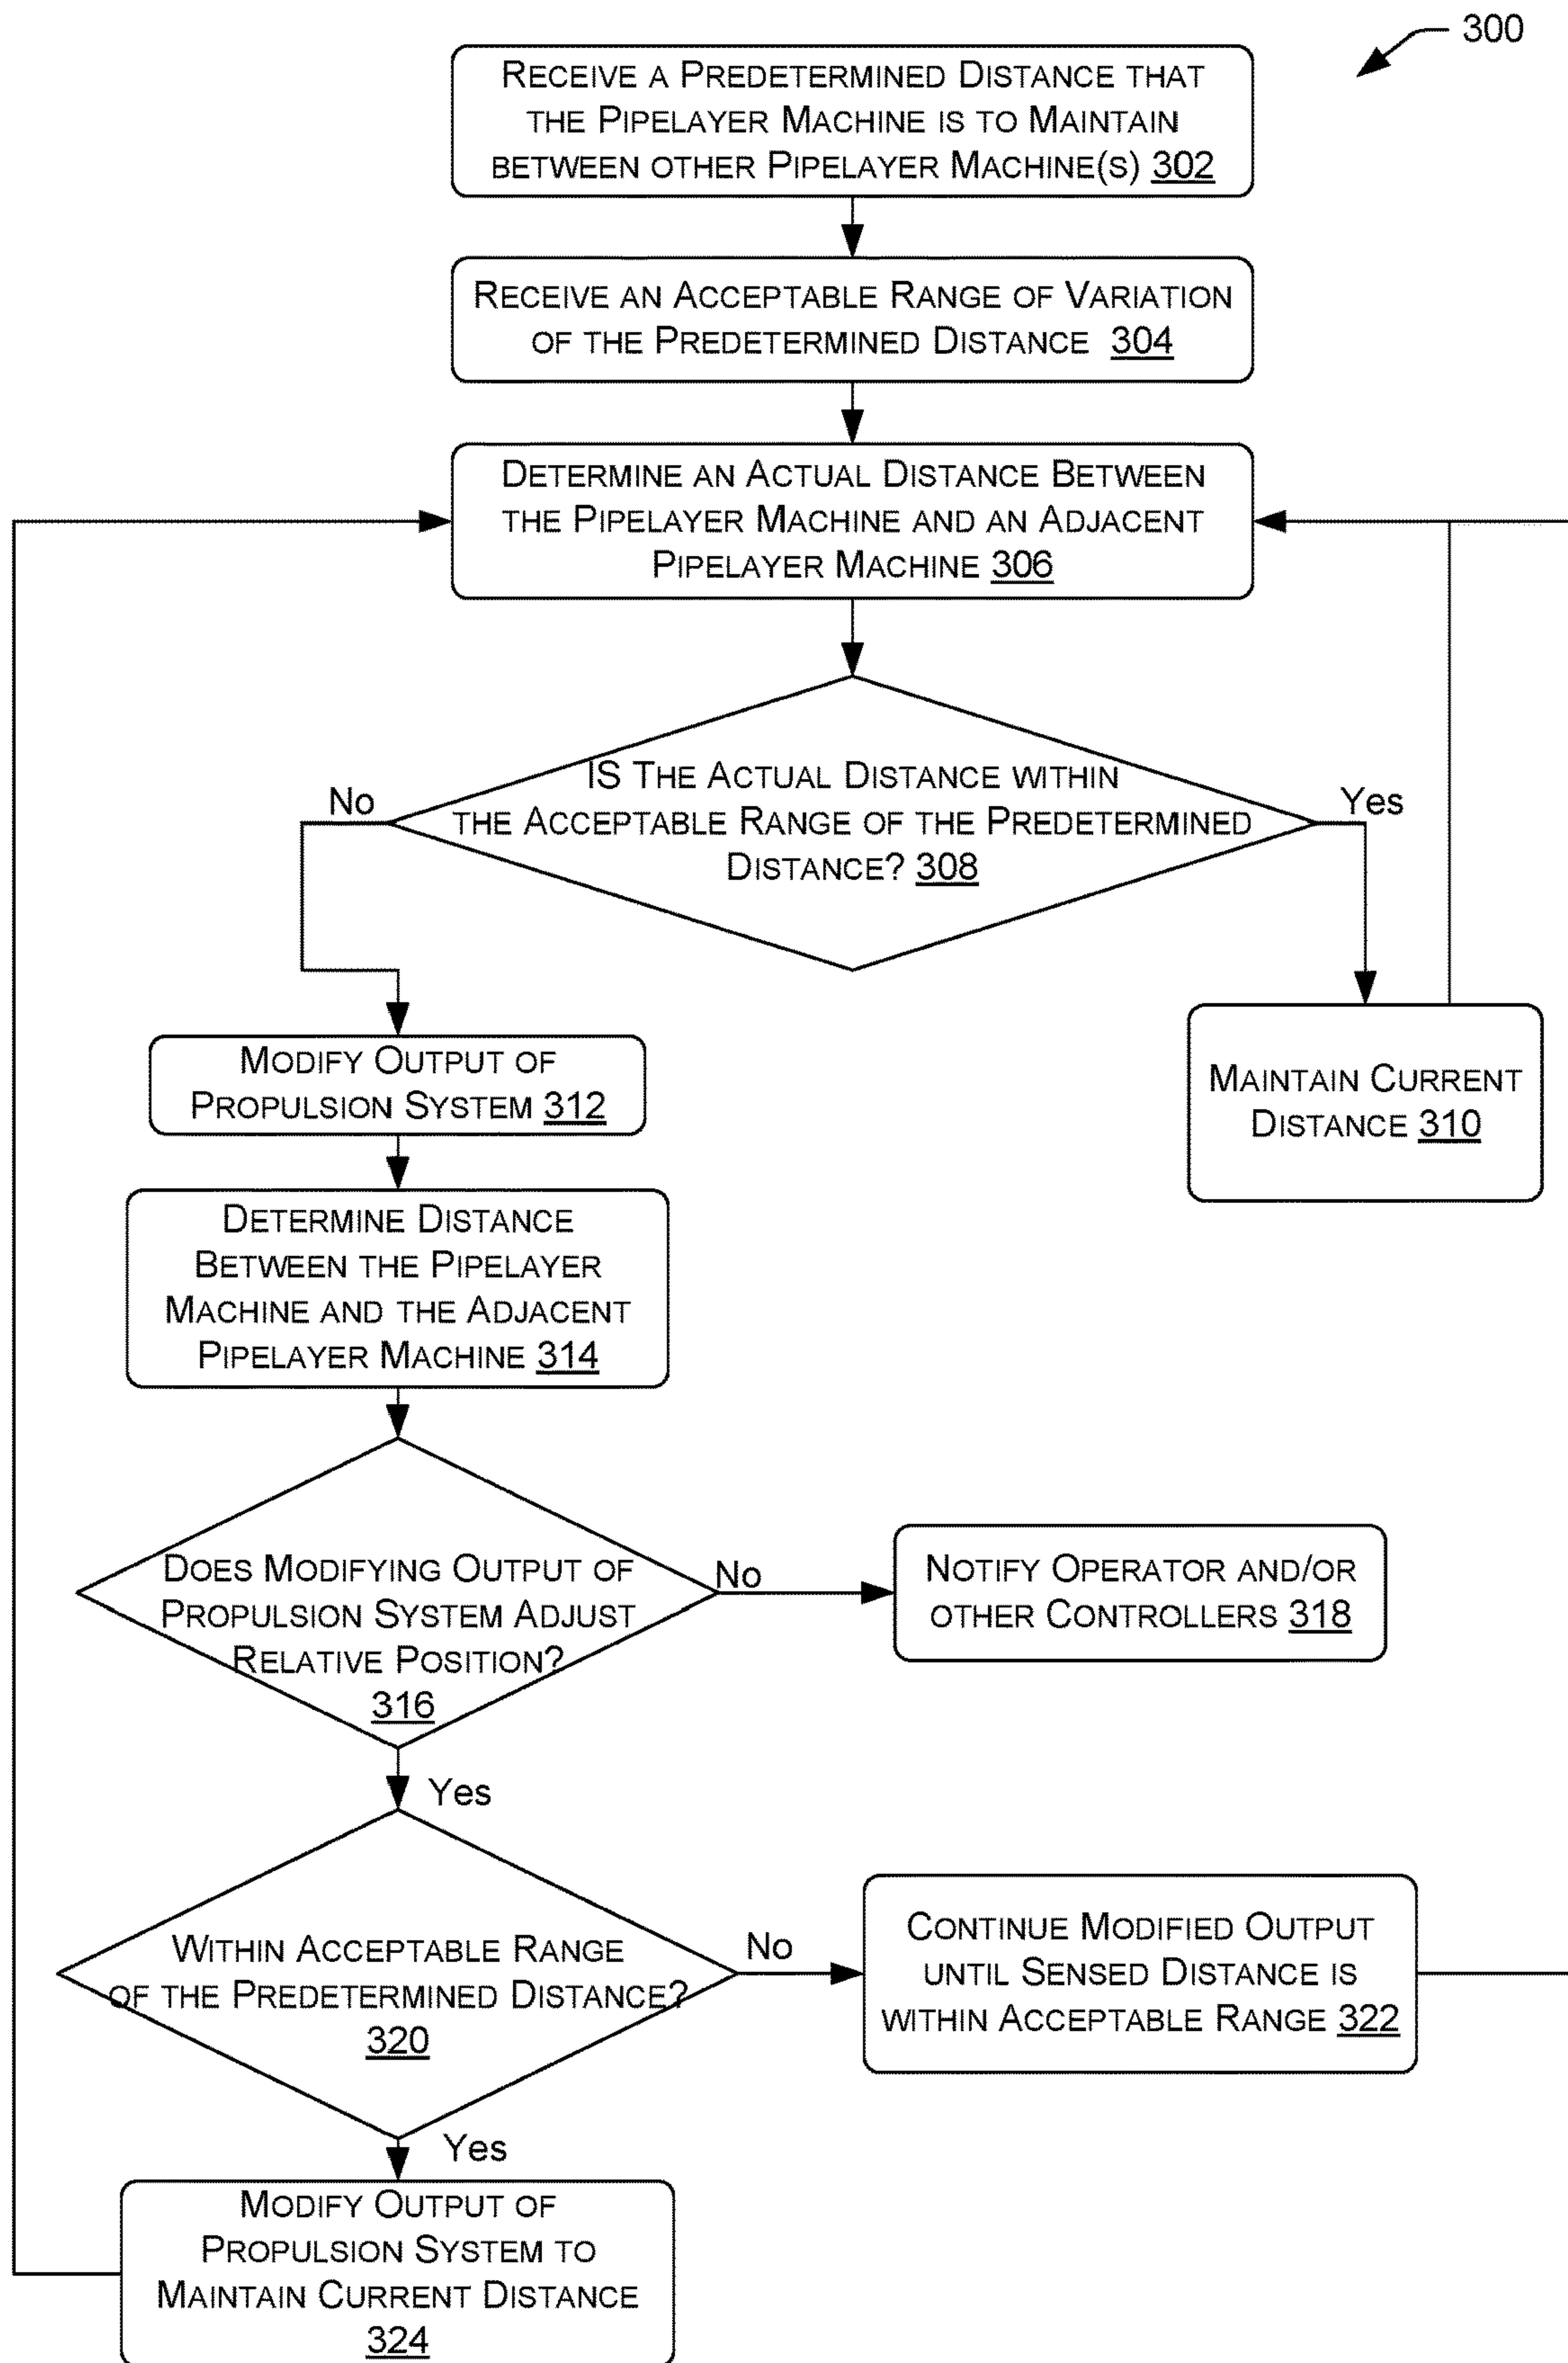 300
RECEIVE A PREDETERMINED DISTANCE THAT
THE PIPELAYER MACHINE IS TO MAINTAIN
BETWEEN OTHER PIPELAYER MACHINE(S) 302
RECEIVE AN ACCEPTABLE RANGE OF VARIATION
OF THE PREDETERMINED DISTANCE 304
DETERMINE AN ACTUAL DISTANCE BETWEEN
THE PIPELAYER MACHINE AND AN ADJACENT
PIPELAYER MACHINE 306
IS THE ACTUAL DISTANCE WITHIN
THE ACCEPTABLE RANGE OF THE PREDETERMINED
DISTANCE? 308
No
Yes
MAINTAIN CURRENT
DISTANCE 310
MODIFY OUTPUT OF
PROPULSION SYSTEM 312
DETERMINE DISTANCE
BETWEEN THE PIPELAYER
MACHINE AND THE ADJACENT
PIPELAYER MACHINE 314
DOES MODIFYING OUTPUT OF
PROPULSION SYSTEM ADJUST
RELATIVE POSITION?
316
No
NOTIFY OPERATOR AND/OR
OTHER CONTROLLERS 318
Yes
WITHIN ACCEPTABLE RANGE
OF THE PREDETERMINED DISTANCE?
320
No
CONTINUE MODIFIED OUTPUT
UNTIL SENSED DISTANCE IS
WITHIN ACCEPTABLE RANGE 322
Yes
MODIFY OUTPUT OF
PROPULSION SYSTEM TO
MAINTAIN CURRENT DISTANCE
324